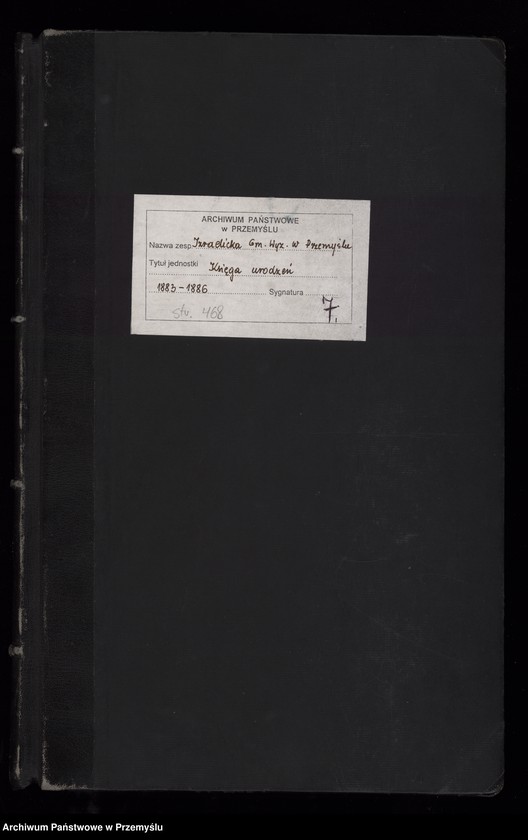 ARCHIWUM PAŃSTWOWE
w PRZEMYŚLU
Nazwa zesp. Izraelicka Gm. Wyz. w Przemyślu
Tytuł jednostki Księga urodzeń
1883-1886 Sygnatura 7.
str. 468
Archiwum Państwowe w Przemyślu